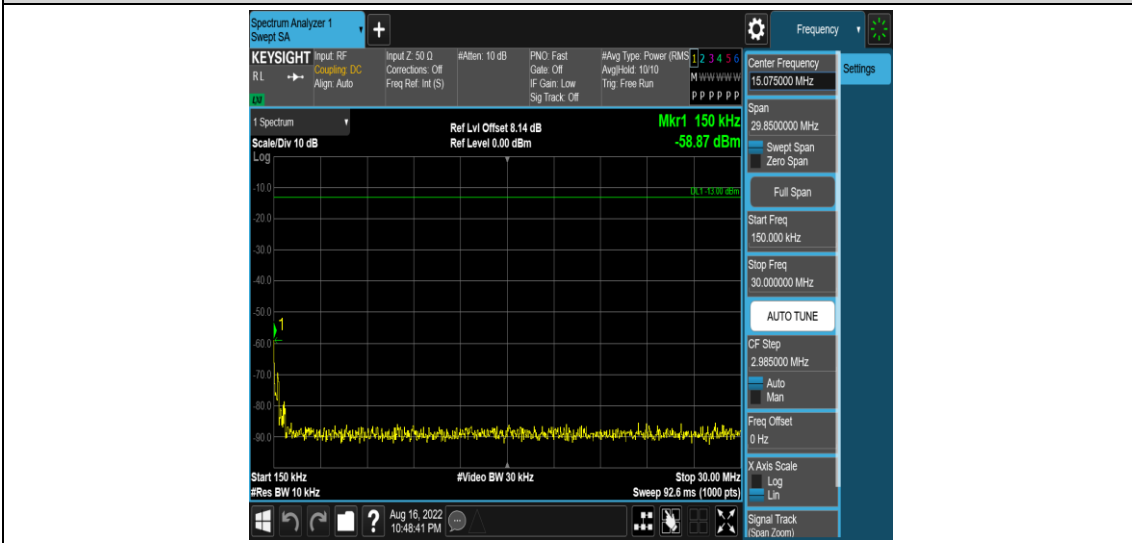 Spectrum Analyzer 1
Swept SA
+
Frequency
KEYSIGHT Input: RF Input Z: 50 Ω #Atten: 10 dB PNO: Fast #Avg Type: Power (RMS 1 2 3 4 5 6
RL Coupling: DC Corrections: Off Gate: Off Avg|Hold: 10/10 M W W W W W
Align: Auto Freq Ref: Int (S) IF Gain: Low Trig: Free Run
LXI Sig Track: Off P P P P P P
1 Spectrum
Ref Lvl Offset 8.14 dB
Mkr1 150 kHz
Scale/Div 10 dB
Ref Level 0.00 dBm
-58.87 dBm
Log
DL1 -13.00 dBm
-10.0
-20.0
-30.0
-40.0
-50.0
1
-60.0
-70.0
-80.0
-90.0
Start 150 kHz #Video BW 30 kHz Stop 30.00 MHz
#Res BW 10 kHz Sweep 92.6 ms (1000 pts)
? Aug 16, 2022
10:48:41 PM
Center Frequency
15.075000 MHz
Settings
Span
29.8500000 MHz
Swept Span
Zero Span
Full Span
Start Freq
150.000 kHz
Stop Freq
30.000000 MHz
AUTO TUNE
CF Step
2.985000 MHz
Auto
Man
Freq Offset
0 Hz
X Axis Scale
Log
Lin
Signal Track
(Span Zoom)